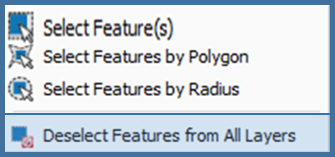 Select Feature(s)
Select Features by Polygon
Select Features by Radius
Deselect Features from All Layers